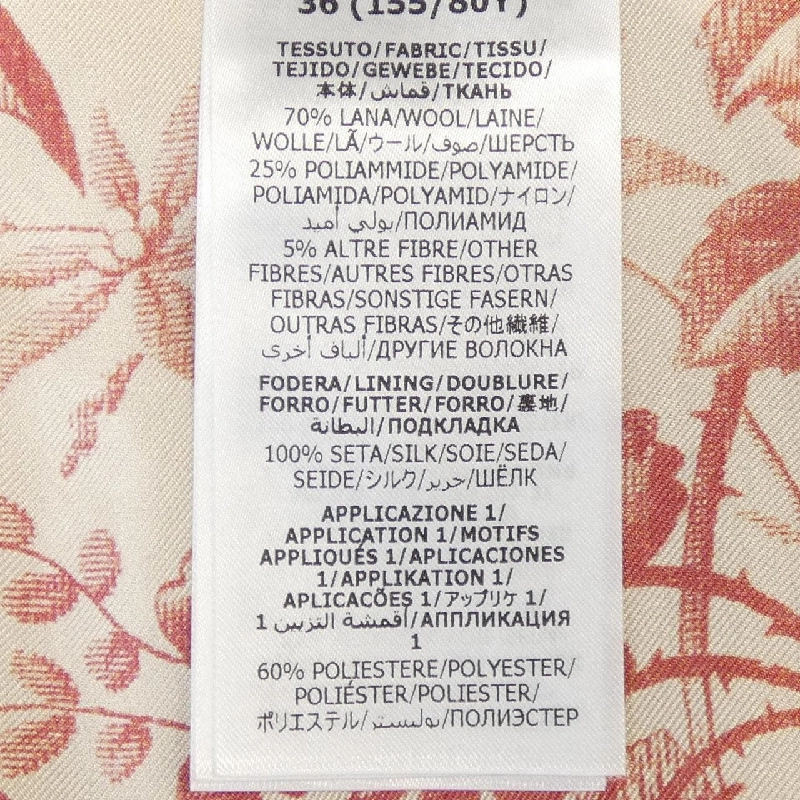 36 (155/80Y)
TESSUTO/FABRIC/TISSU/
TEJIDO/GEWEBE/TECIDO/
本体/قماش/ТКАНЬ
70% LANA/WOOL/LAINE/
WOLLE/LÃ/ウール/صوف/ШЕРСТЬ
25% POLIAMMIDE/POLYAMIDE/
POLIAMIDA/POLYAMID/ナイロン/
بولي أميد/ПОЛИАМИД
5% ALTRE FIBRE/OTHER
FIBRES/AUTRES FIBRES/OTRAS
FIBRAS/SONSTIGE FASERN/
OUTRAS FIBRAS/その他繊維/
ألياف أخرى/ДРУГИЕ ВОЛОКНА
FODERA/LINING/DOUBLURE/
FORRO/FUTTER/FORRO/裏地/
البطانة/ПОДКЛАДКА
100% SETA/SILK/SOIE/SEDA/
SEIDE/シルク/حرير/ШЁЛК
APPLICAZIONE 1/
APPLICATION 1/MOTIFS
APPLIQUÉS 1/APLICACIONES
1/APPLIKATION 1/
APLICACÕES 1/アップリケ 1/
أقمشة التزيين 1/АППЛИКАЦИЯ
1
60% POLIESTERE/POLYESTER/
POLIÉSTER/POLIESTER/
ポリエステル/بوليستر/ПОЛИЭСТЕР